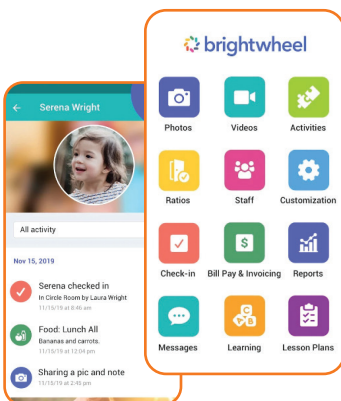 brightwheel
Photos
Videos
Activities
Ratios
Staff
Customization
Check-in
Bill Pay & Invoicing
Reports
Messages
Learning
Lesson Plans
Serena Wright
All activity
Nov 15, 2019
Serena checked in
In Circle Room by Laura Wright
11/15/19 at 8:46 am
Food: Lunch All
Bananas and carrots.
11/15/19 at 12:04 pm
Sharing a pic and note
11/15/19 at 2:45 pm